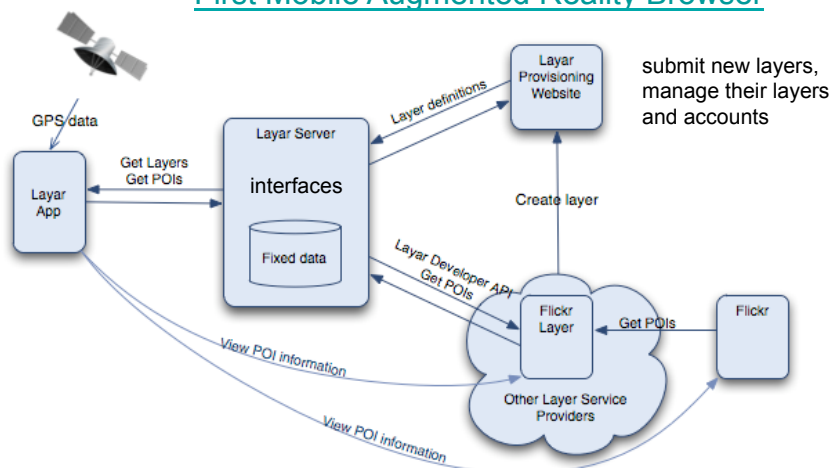 First Mobile Augmented Reality Browser
GPS data
Layar
App
Get Layers
Get POIs
Layar Server
interfaces
Fixed data
Layer definitions
Layar
Provisioning
Website
submit new layers,
manage their layers
and accounts
Create layer
Layar Developer API
Get POIs
Flickr
Layer
Get POIs
Flickr
Other Layer Service
Providers
View POI information
View POI information